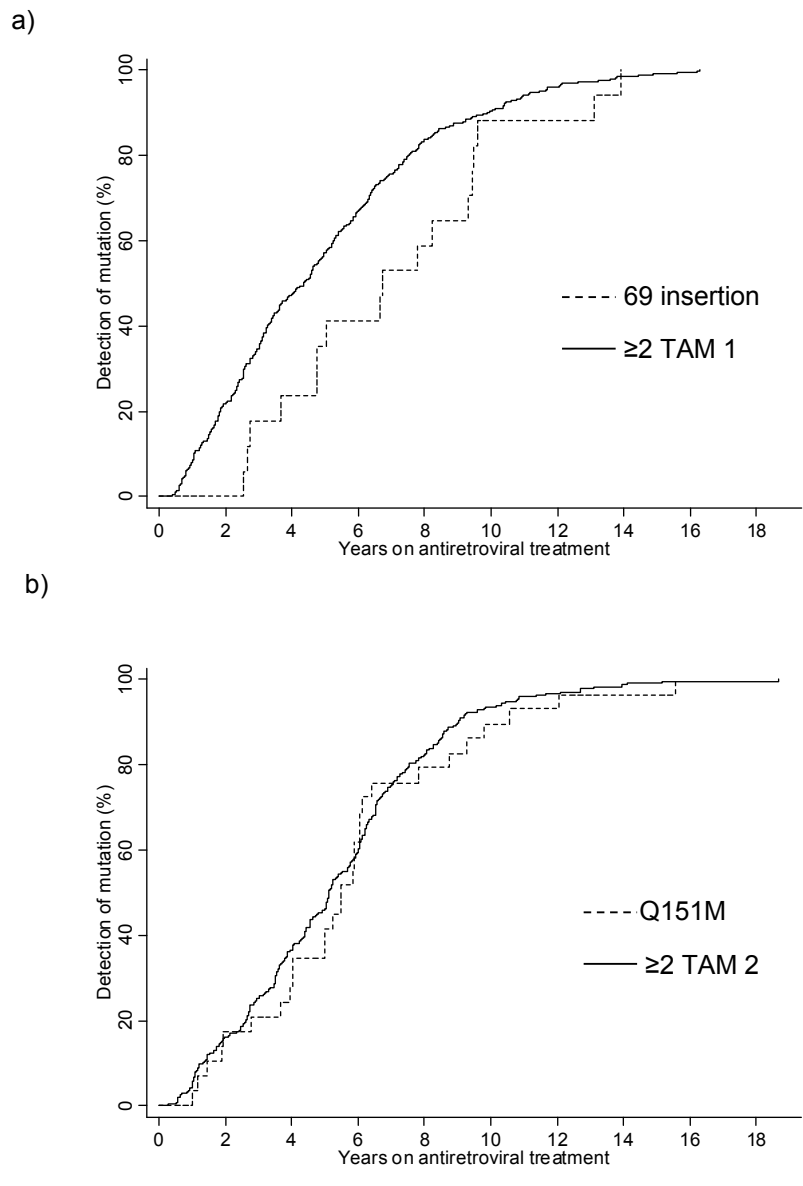 a)
Detection of mutation (%)
100
80
60
40
20
0
69 insertion
≥2 TAM 1
0 2 4 6 8 10 12 14 16 18
Years on antiretroviral treatment
b)
Detection of mutation (%)
100
80
60
40
20
0
Q151M
≥2 TAM 2
0 2 4 6 8 10 12 14 16 18
Years on antiretroviral treatment